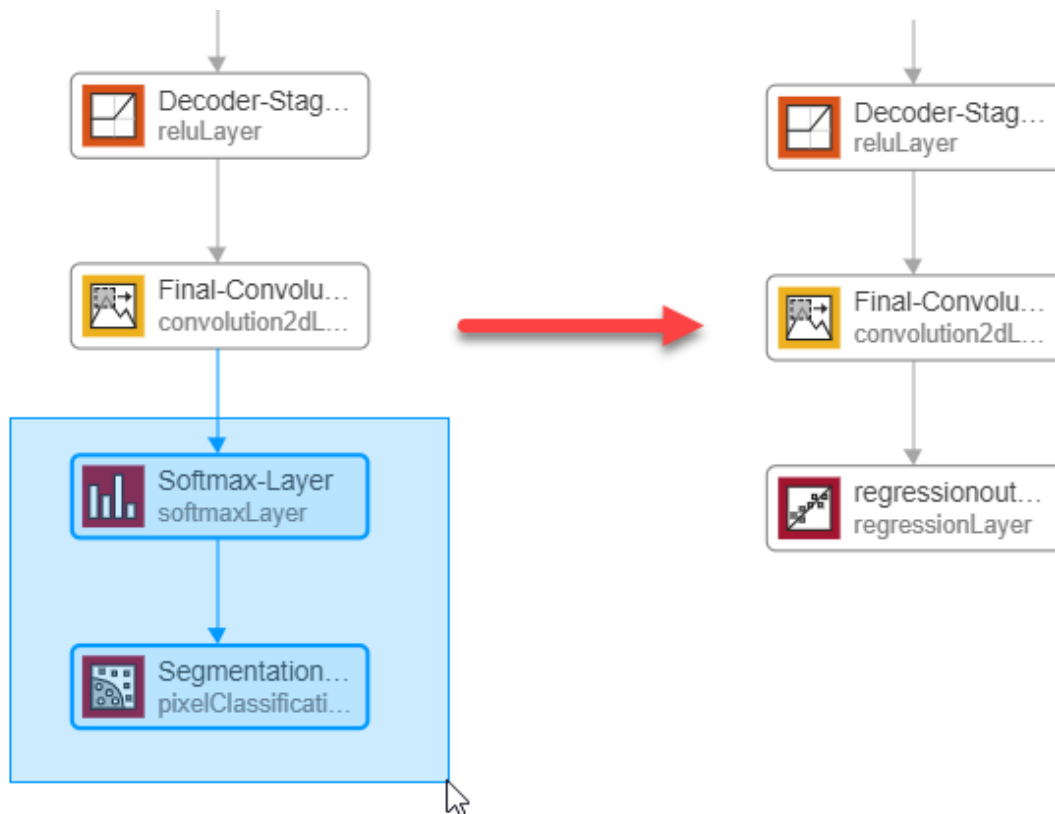 Decoder-Stag...
reluLayer
Final-Convolu...
convolution2dL...
Softmax-Layer
softmaxLayer
Segmentation...
pixelClassificati...
Decoder-Stag...
reluLayer
Final-Convolu...
convolution2dL...
regressionout...
regressionLayer